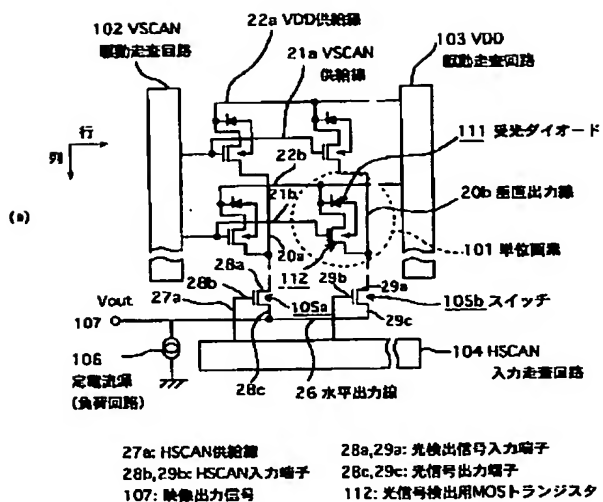 102 VSCAN
駆動走査回路
22a VDD供給線
21a VSCAN
供給線
103 VDD
駆動走査回路
行
列
(a)
22b
21b
20a
111 受光ダイオード
20b 垂直出力線
101 単位画素
112
28a
28b
27a
29b
29a
105a
105b スイッチ
Vout
107
29c
106
定電流源
(負荷回路)
28c
26 水平出力線
104 HSCAN
入力走査回路
27a: HSCAN供給線
28a,29a: 光検出信号入力端子
28b,29b: HSCAN入力端子
28c,29c: 光信号出力端子
107: 映像出力信号
112: 光信号検出用MOSトランジスタ